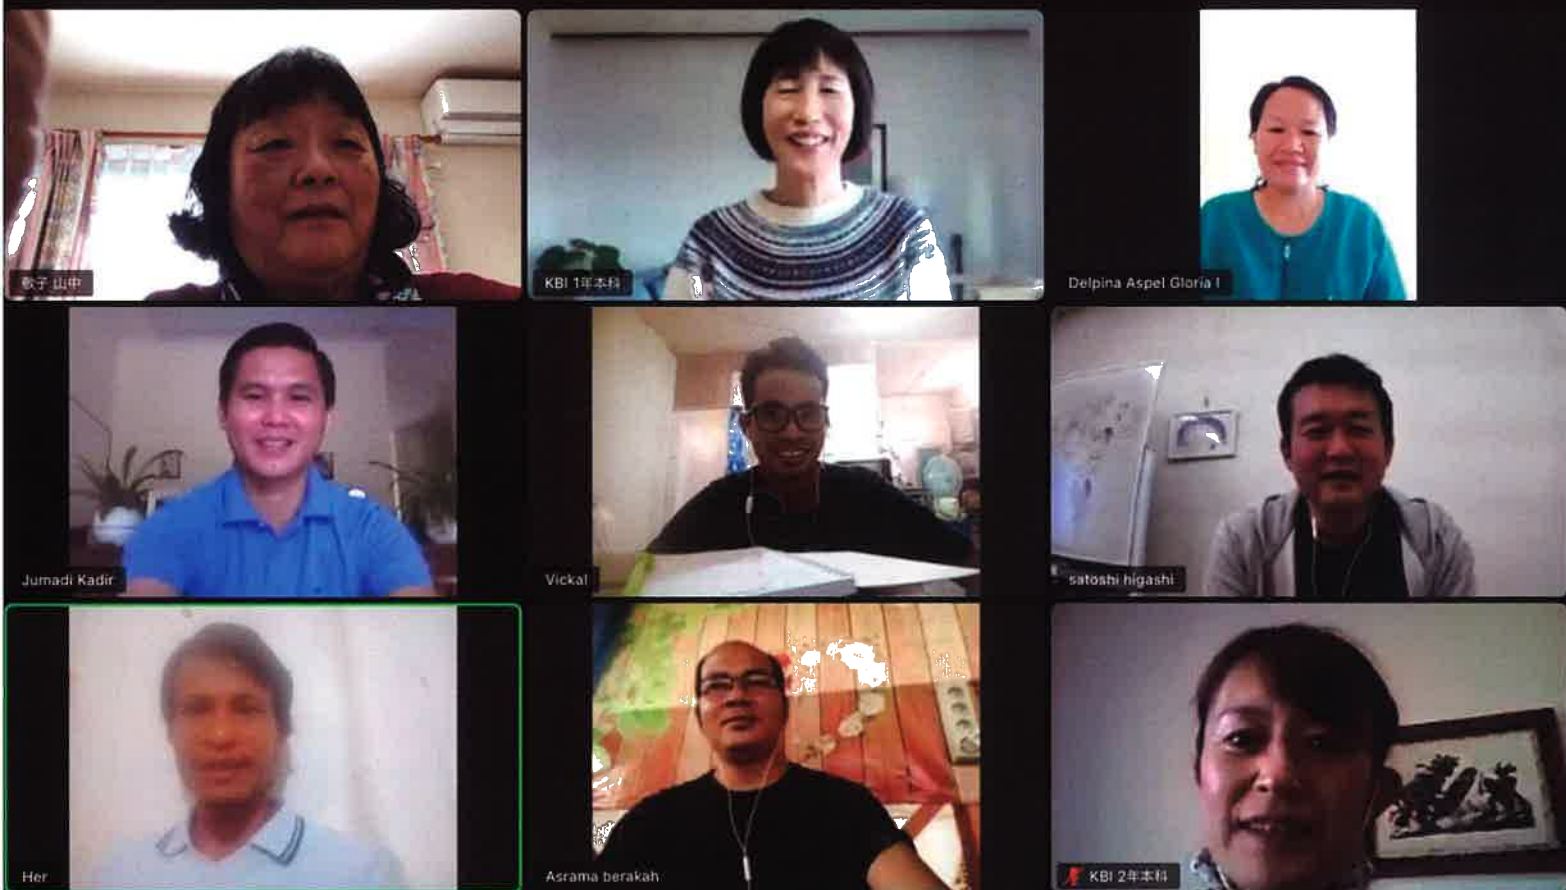 敬子 山中
KBI 1年本科
Delpina Aspel Gloria I
Jumadi Kadir
Vickal
satoshi higashi
Her
Asrama berakah
KBI 2年本科